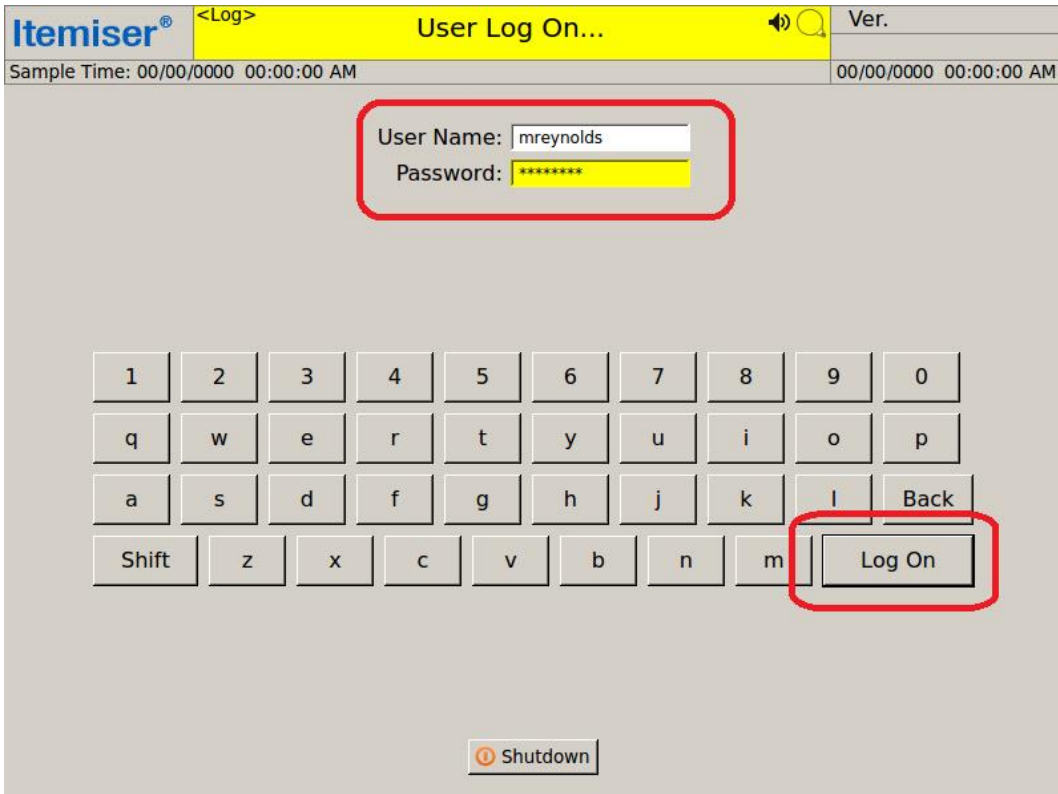 Itemiser®
<Log>
User Log On...
Ver.
Sample Time: 00/00/0000 00:00:00 AM
00/00/0000 00:00:00 AM
User Name: mreynolds
Password: ********
1 2 3 4 5 6 7 8 9 0
q w e r t y u i o p
a s d f g h j k l Back
Shift z x c v b n m Log On
Shutdown